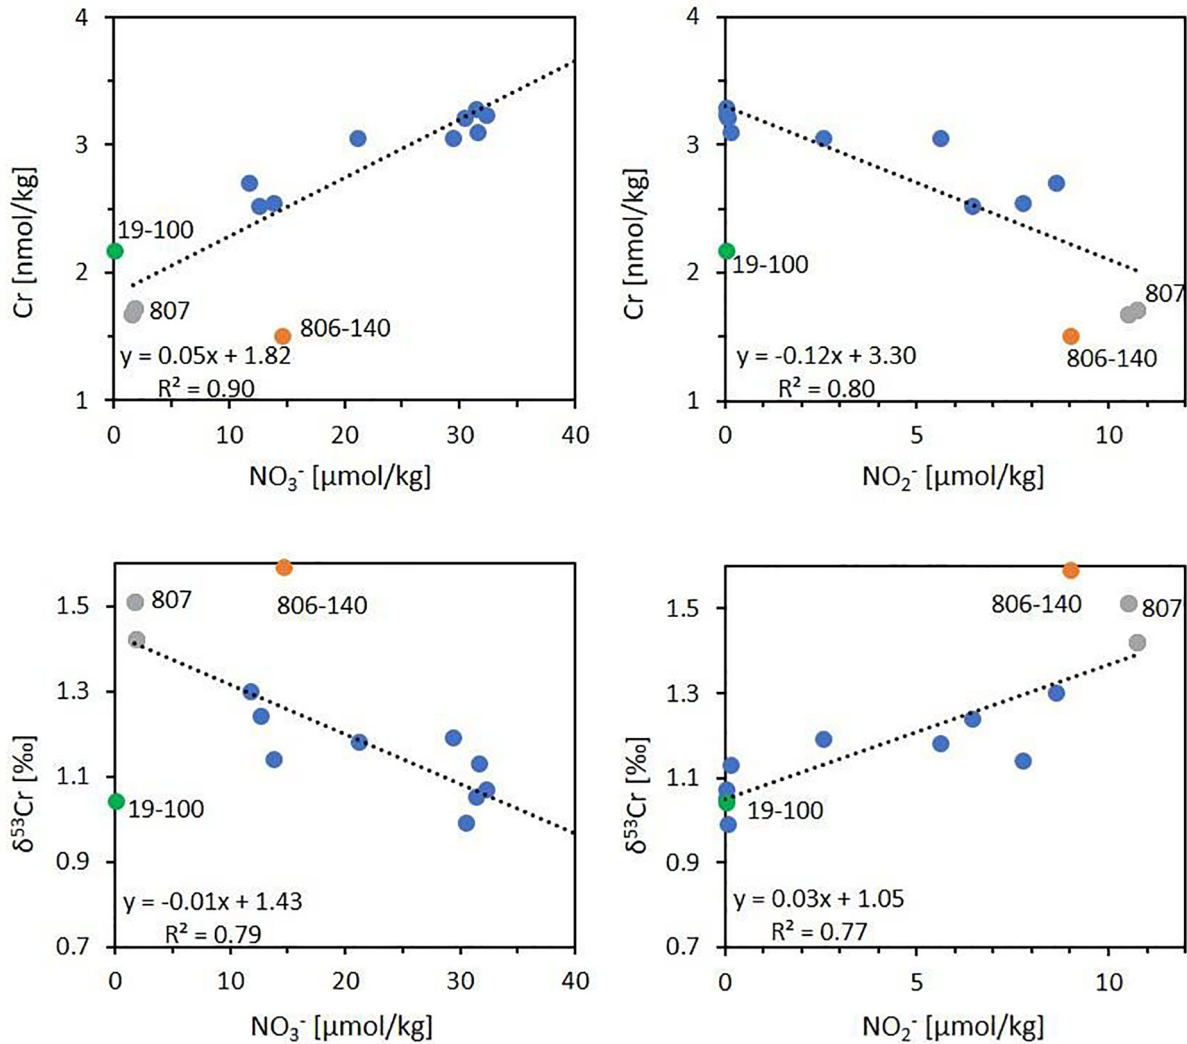 4
3
2
1
Cr [nmol/kg]
19-100
807
806-140
y = 0.05x + 1.82
R² = 0.90
0 10 20 30 40
NO₃⁻ [µmol/kg]
4
3
2
1
Cr [nmol/kg]
19-100
807
806-140
y = -0.12x + 3.30
R² = 0.80
0 5 10
NO₂⁻ [µmol/kg]
1.5
1.3
1.1
0.9
0.7
δ⁵³Cr [‰]
807
806-140
19-100
y = -0.01x + 1.43
R² = 0.79
0 10 20 30 40
NO₃⁻ [µmol/kg]
1.5
1.3
1.1
0.9
0.7
δ⁵³Cr [‰]
806-140
807
19-100
y = 0.03x + 1.05
R² = 0.77
0 5 10
NO₂⁻ [µmol/kg]